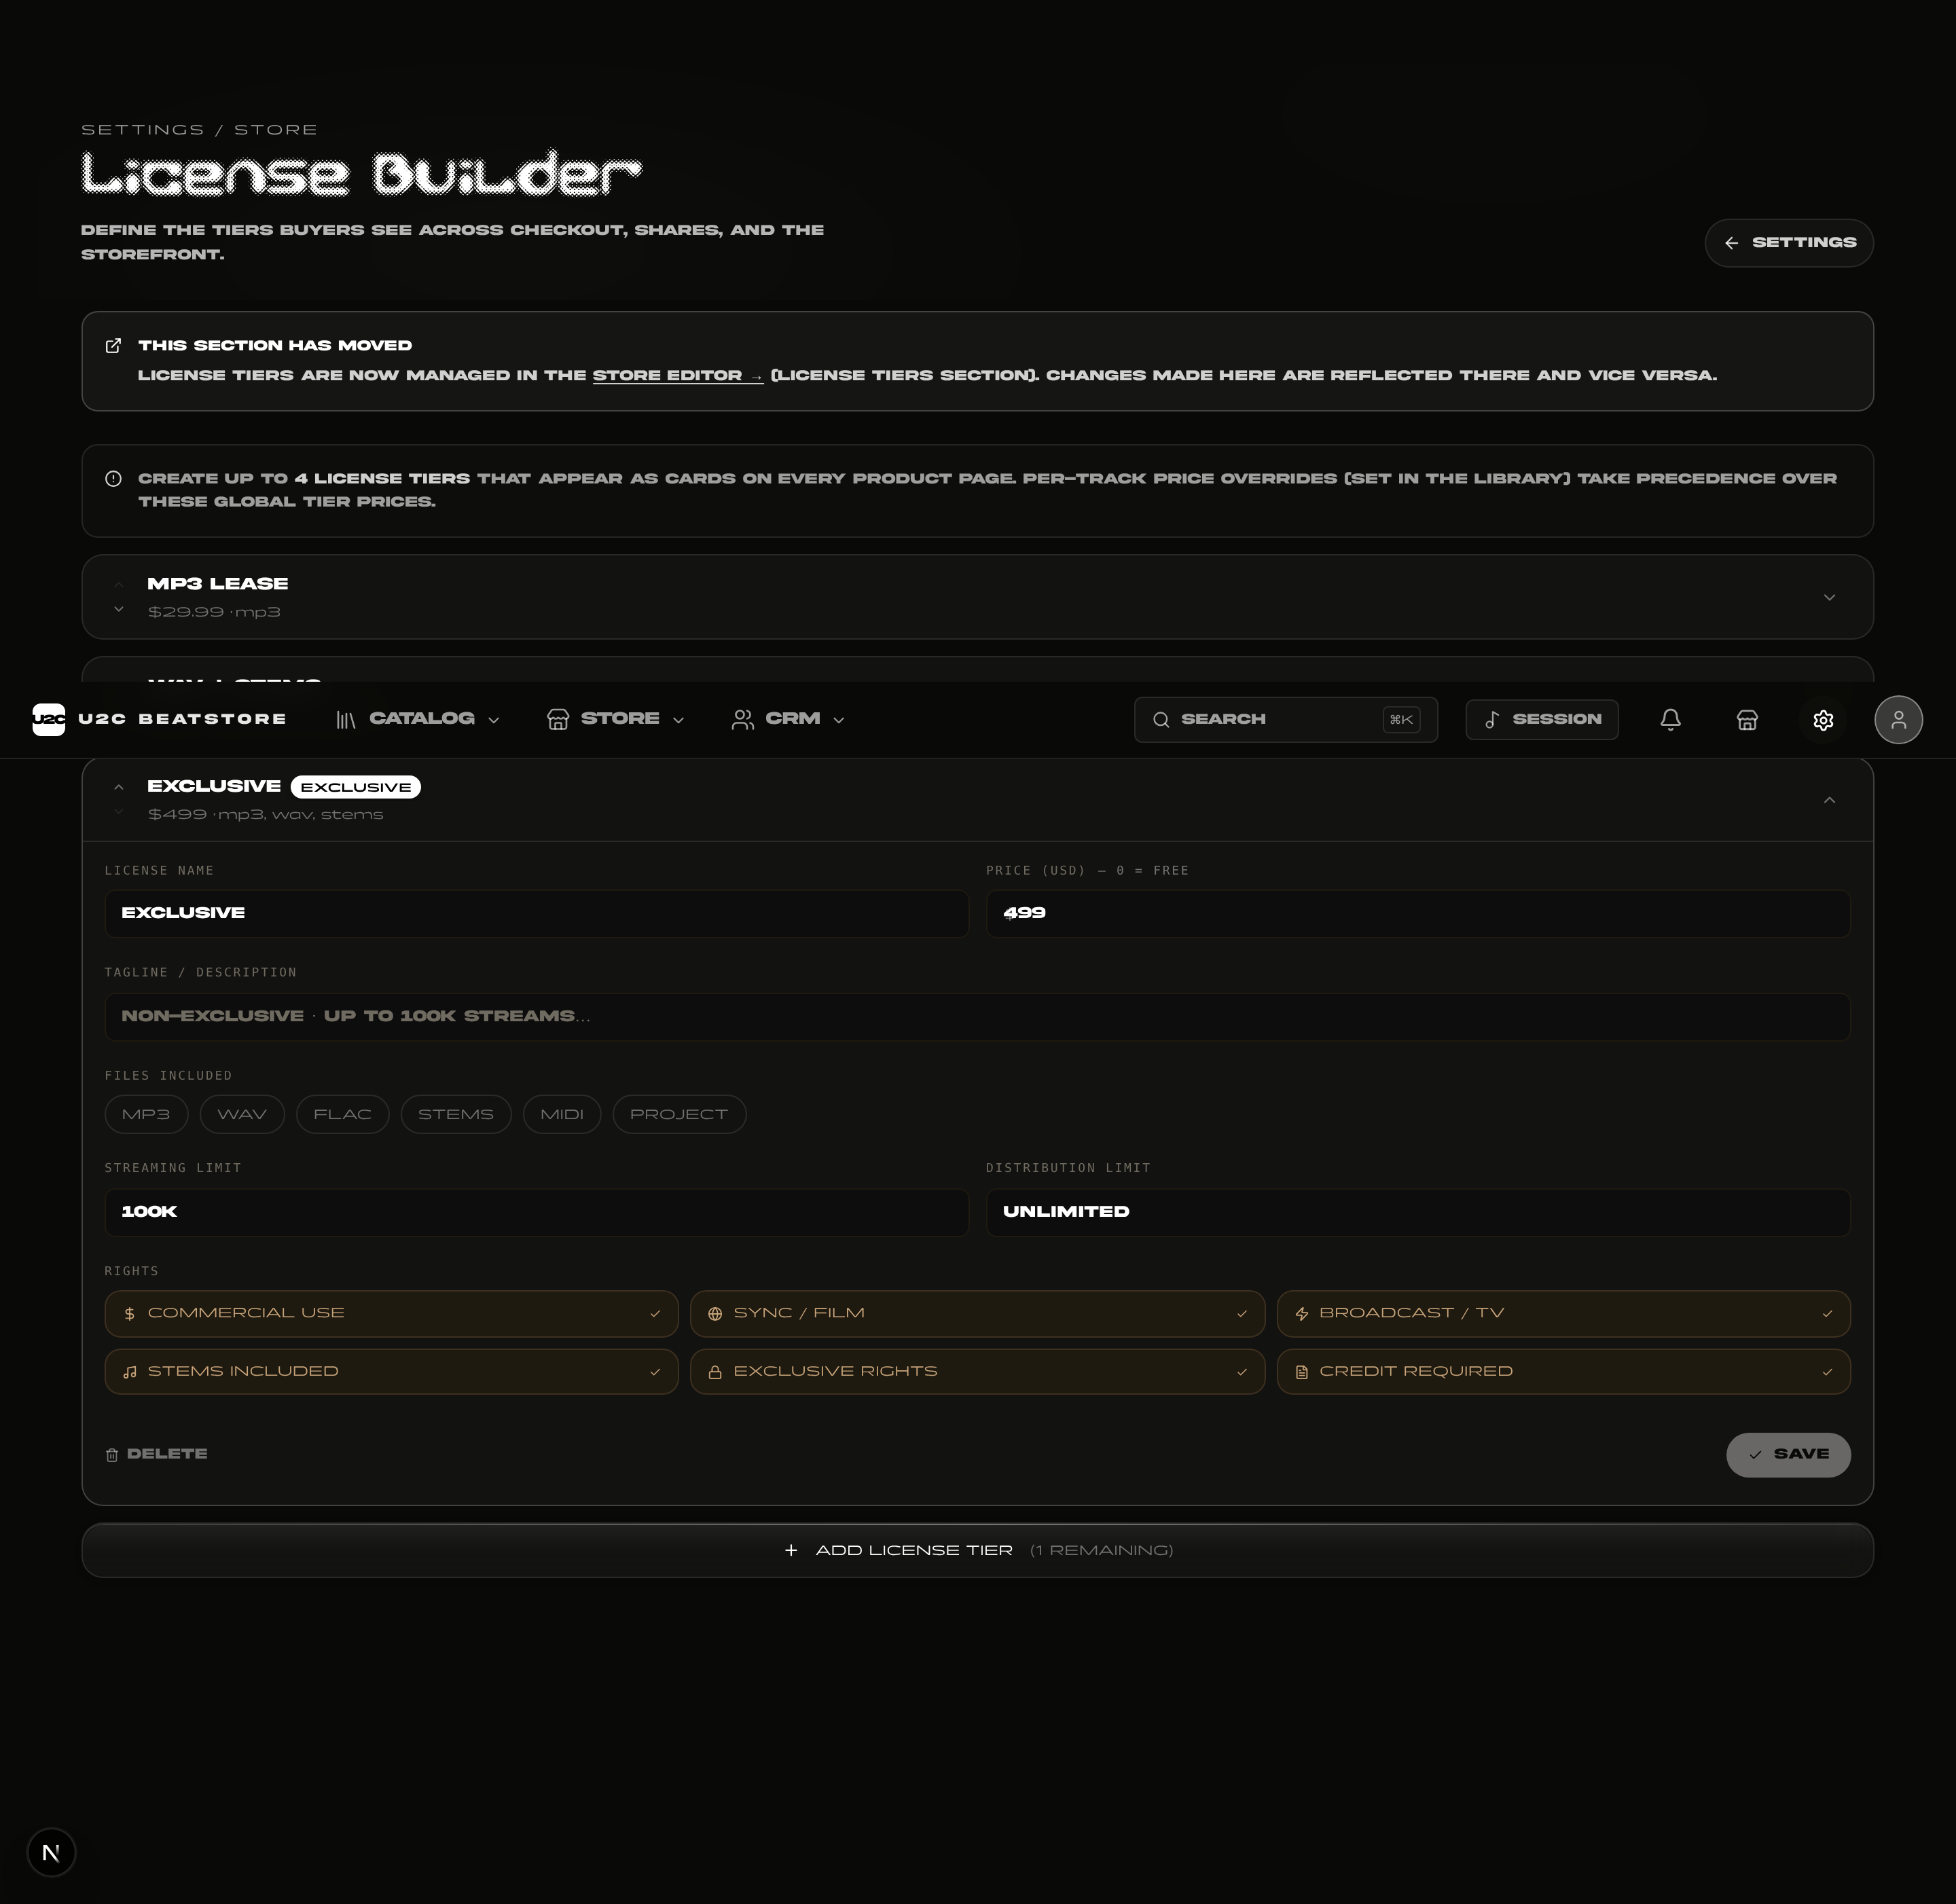 SETTINGS / STORE
License Builder
DEFINE THE TIERS BUYERS SEE ACROSS CHECKOUT, SHARES, AND THE
STOREFRONT.
← SETTINGS
THIS SECTION HAS MOVED
LICENSE TIERS ARE NOW MANAGED IN THE STORE EDITOR → (LICENSE TIERS SECTION). CHANGES MADE HERE ARE REFLECTED THERE AND VICE VERSA.
CREATE UP TO 4 LICENSE TIERS THAT APPEAR AS CARDS ON EVERY PRODUCT PAGE. PER-TRACK PRICE OVERRIDES (SET IN THE LIBRARY) TAKE PRECEDENCE OVER
THESE GLOBAL TIER PRICES.
MP3 LEASE
$29.99 · mp3
U2C U2C BEATSTORE CATALOG STORE CRM SEARCH ⌘K SESSION
EXCLUSIVE EXCLUSIVE
$499 · mp3, wav, stems
LICENSE NAME
PRICE (USD) — 0 = FREE
EXCLUSIVE
499
TAGLINE / DESCRIPTION
NON-EXCLUSIVE · UP TO 100K STREAMS...
FILES INCLUDED
MP3 WAV FLAC STEMS MIDI PROJECT
STREAMING LIMIT
DISTRIBUTION LIMIT
100K
UNLIMITED
RIGHTS
$ COMMERCIAL USE ✓ SYNC / FILM ✓ BROADCAST / TV ✓
STEMS INCLUDED ✓ EXCLUSIVE RIGHTS ✓ CREDIT REQUIRED ✓
DELETE
✓ SAVE
+ ADD LICENSE TIER (1 REMAINING)
N